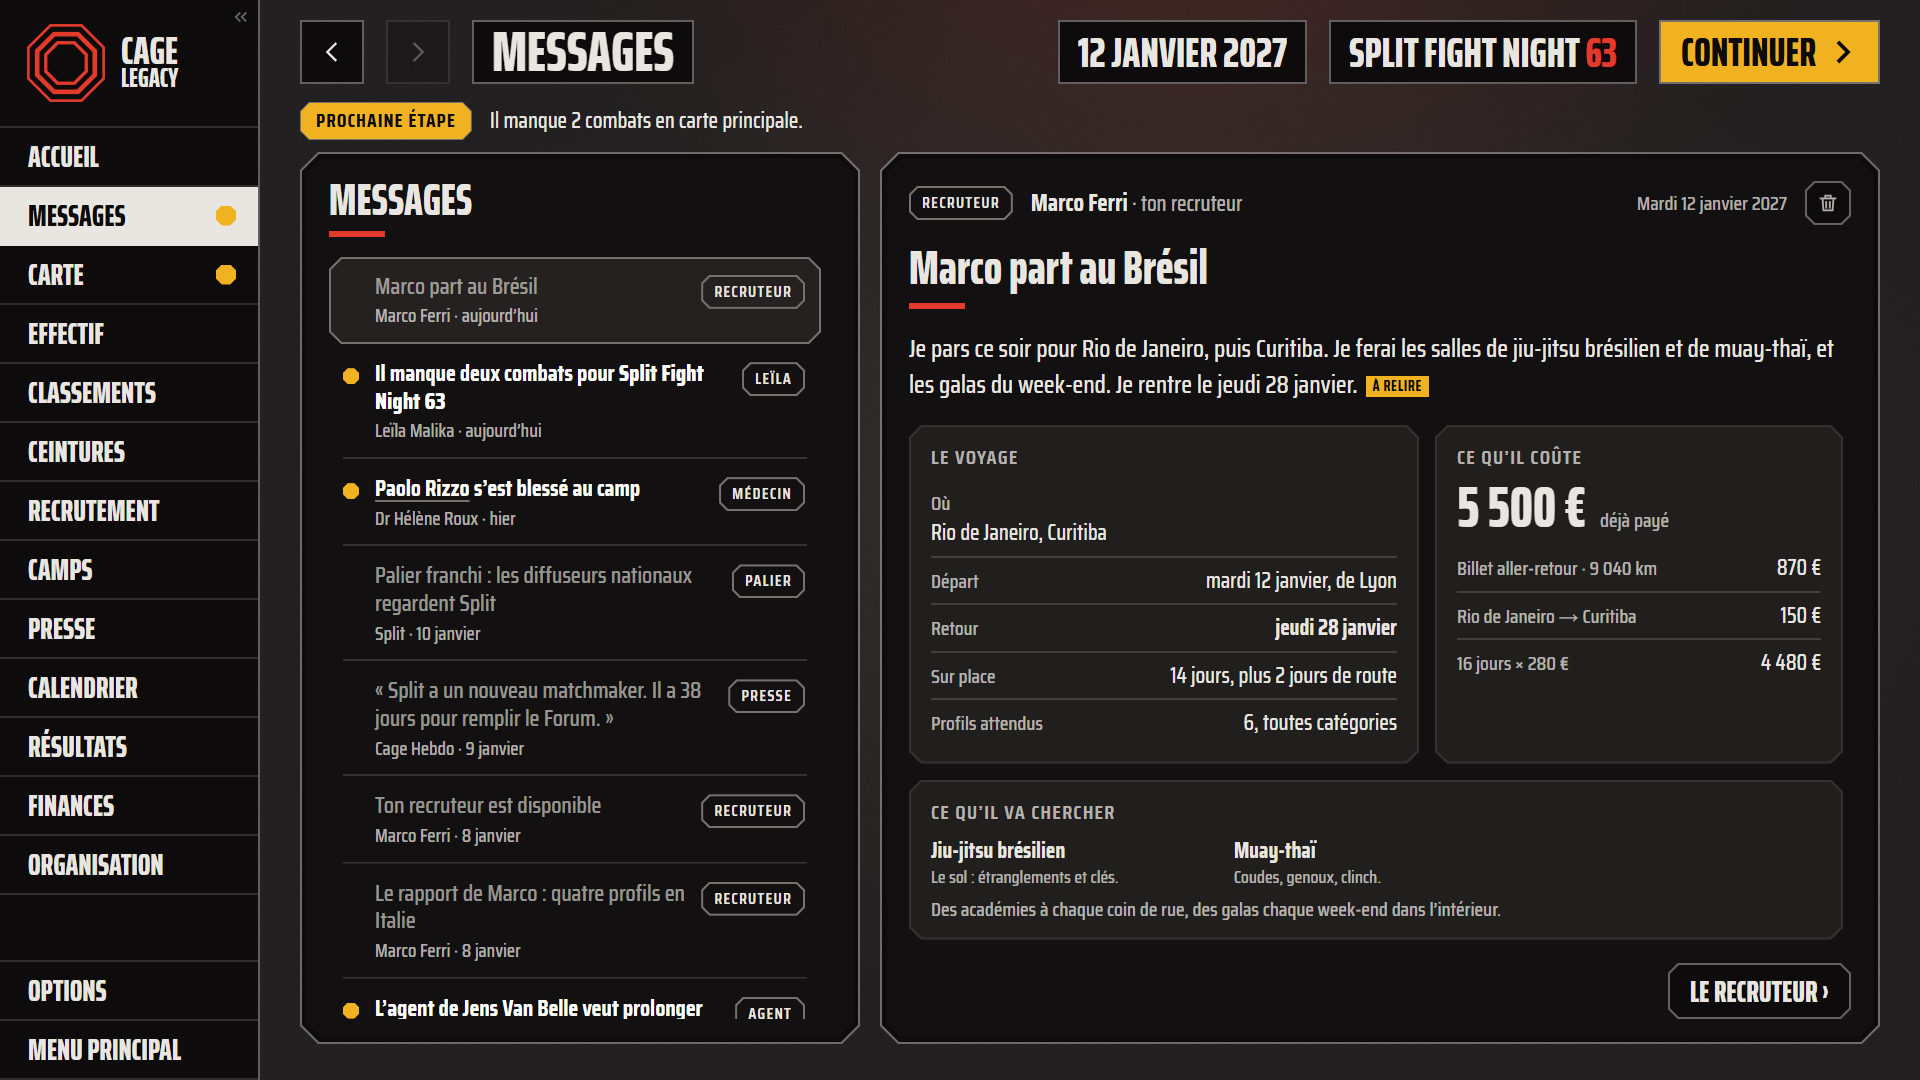 CAGE
LEGACY
ACCUEIL
MESSAGES
CARTE
EFFECTIF
CLASSEMENTS
CEINTURES
RECRUTEMENT
CAMPS
PRESSE
CALENDRIER
RÉSULTATS
FINANCES
ORGANISATION
OPTIONS
MENU PRINCIPAL
MESSAGES
12 JANVIER 2027
SPLIT FIGHT NIGHT 63
CONTINUER
PROCHAINE ÉTAPE
Il manque 2 combats en carte principale.
MESSAGES
Marco part au Brésil
RECRUTEUR
Marco Ferri · aujourd’hui
Il manque deux combats pour Split Fight
Night 63
LEÏLA
Leïla Malika · aujourd’hui
Paolo Rizzo s’est blessé au camp
MÉDECIN
Dr Hélène Roux · hier
Palier franchi : les diffuseurs nationaux
regardent Split
PALIER
Split · 10 janvier
« Split a un nouveau matchmaker. Il a 38
jours pour remplir le Forum. »
PRESSE
Cage Hebdo · 9 janvier
Ton recruteur est disponible
RECRUTEUR
Marco Ferri · 8 janvier
Le rapport de Marco : quatre profils en
Italie
RECRUTEUR
Marco Ferri · 8 janvier
L’agent de Jens Van Belle veut prolonger
AGENT
RECRUTEUR
Marco Ferri · ton recruteur
Mardi 12 janvier 2027
Marco part au Brésil
Je pars ce soir pour Rio de Janeiro, puis Curitiba. Je ferai les salles de jiu-jitsu brésilien et de muay-thaï, et
les galas du week-end. Je rentre le jeudi 28 janvier. À RELIRE
LE VOYAGE
Où
Rio de Janeiro, Curitiba
Départ mardi 12 janvier, de Lyon
Retour jeudi 28 janvier
Sur place 14 jours, plus 2 jours de route
Profils attendus 6, toutes catégories
CE QU’IL COÛTE
5 500 € déjà payé
Billet aller-retour · 9 040 km 870 €
Rio de Janeiro → Curitiba 150 €
16 jours × 280 € 4 480 €
CE QU’IL VA CHERCHER
Jiu-jitsu brésilien
Le sol : étranglements et clés.
Muay-thaï
Coudes, genoux, clinch.
Des académies à chaque coin de rue, des galas chaque week-end dans l’intérieur.
LE RECRUTEUR ›